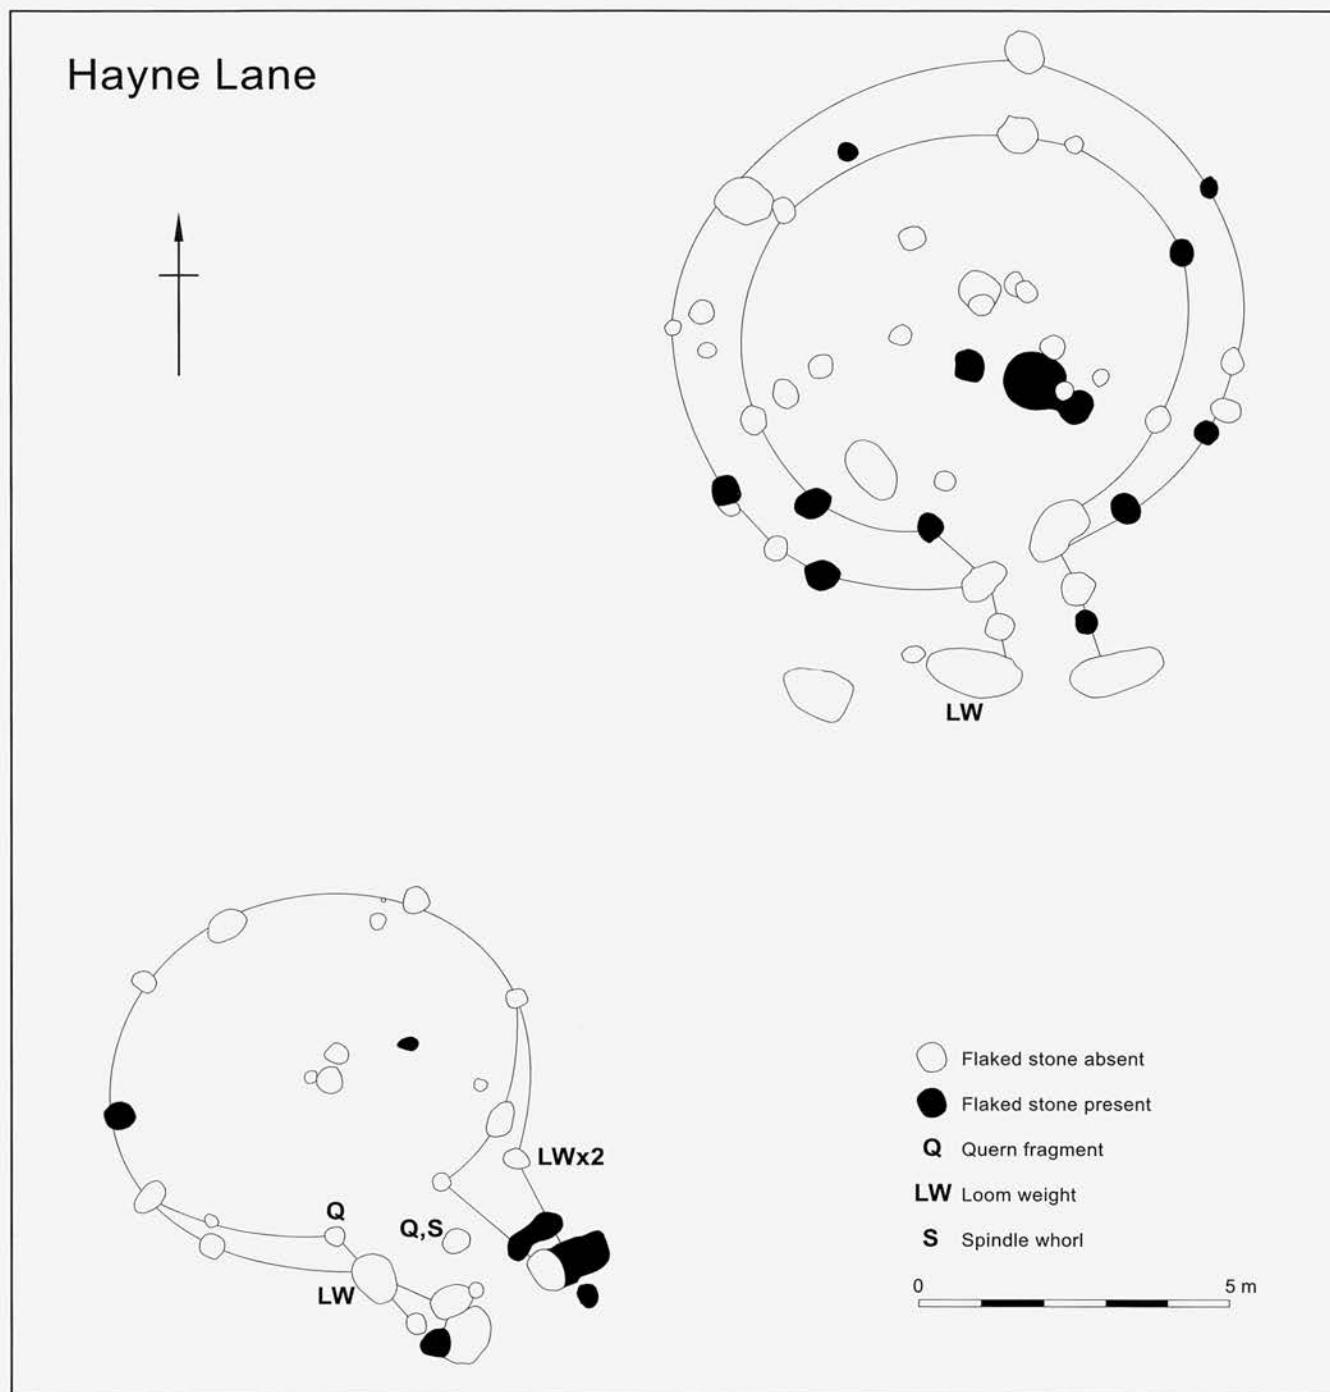 Hayne Lane
LW
LWx2
Q
Q,S
LW
Flaked stone absent
Flaked stone present
Q Quern fragment
LW Loom weight
S Spindle whorl
0 5 m